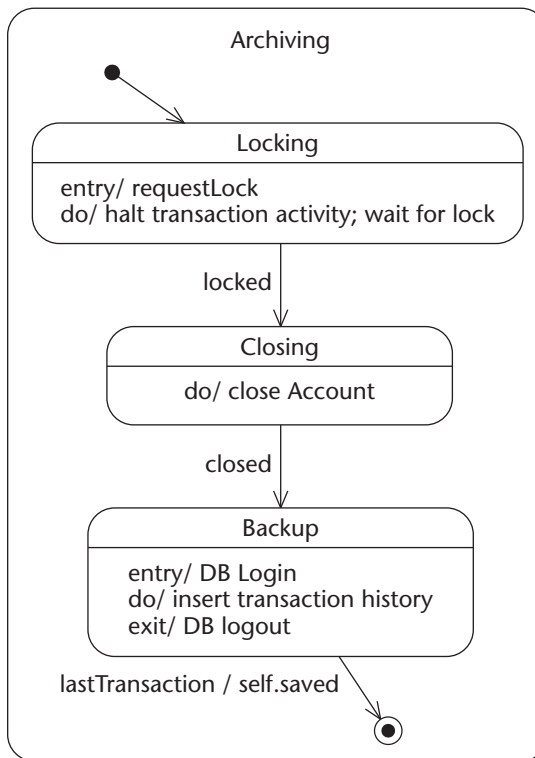 Archiving
Locking
entry/ requestLock
do/ halt transaction activity; wait for lock
locked
Closing
do/ close Account
closed
Backup
entry/ DB Login
do/ insert transaction history
exit/ DB logout
lastTransaction / self.saved